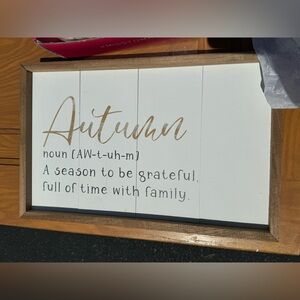 Autumn
noun (AW-t-uh-m)
A season to be grateful.
full of time with family.